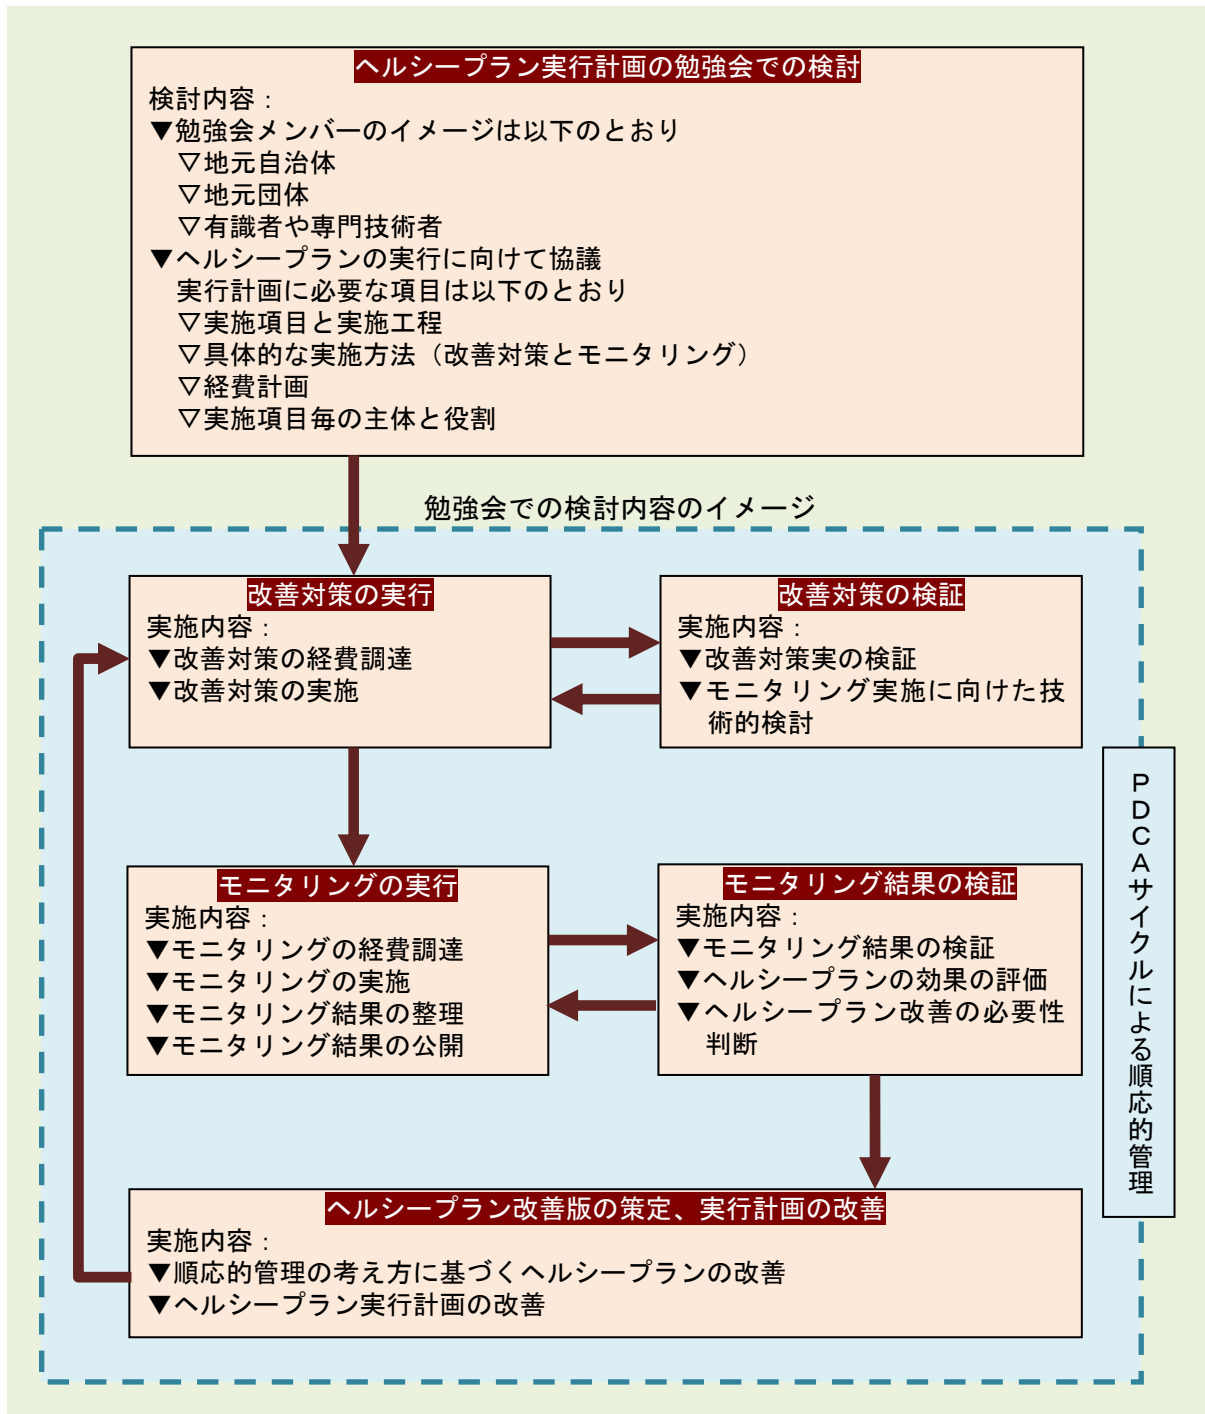 ヘルシープラン実行計画の勉強会での検討
検討内容：
▼勉強会メンバーのイメージは以下のとおり
▽地元自治体
▽地元団体
▽有識者や専門技術者
▼ヘルシープランの実行に向けて協議
実行計画に必要な項目は以下のとおり
▽実施項目と実施工程
▽具体的な実施方法（改善対策とモニタリング）
▽経費計画
▽実施項目毎の主体と役割
勉強会での検討内容のイメージ
改善対策の実行
実施内容：
▼改善対策の経費調達
▼改善対策の実施
改善対策の検証
実施内容：
▼改善対策実の検証
▼モニタリング実施に向けた技
術的検討
モニタリングの実行
実施内容：
▼モニタリングの経費調達
▼モニタリングの実施
▼モニタリング結果の整理
▼モニタリング結果の公開
モニタリング結果の検証
実施内容：
▼モニタリング結果の検証
▼ヘルシープランの効果の評価
▼ヘルシープラン改善の必要性
判断
ヘルシープラン改善版の策定、実行計画の改善
実施内容：
▼順応的管理の考え方に基づくヘルシープランの改善
▼ヘルシープラン実行計画の改善
ＰＤＣＡサイクルによる順応的管理